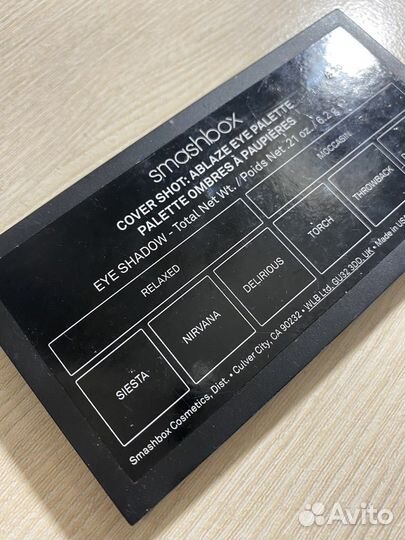 smashbox
COVER SHOT: ABLAZE EYE PALETTE
PALETTE OMBRES À PAUPIÈRES
EYE SHADOW - Total Net Wt. / Poids Net .21 oz. / 6.2 g
RELAXED
MOCCASIN
SIESTA
NIRVANA
DELIRIOUS
TORCH
THROWBACK
Smashbox Cosmetics, Dist. • Culver City, CA 90232 • WLB Ltd. GU32 3DD, UK • Made in US
Avito